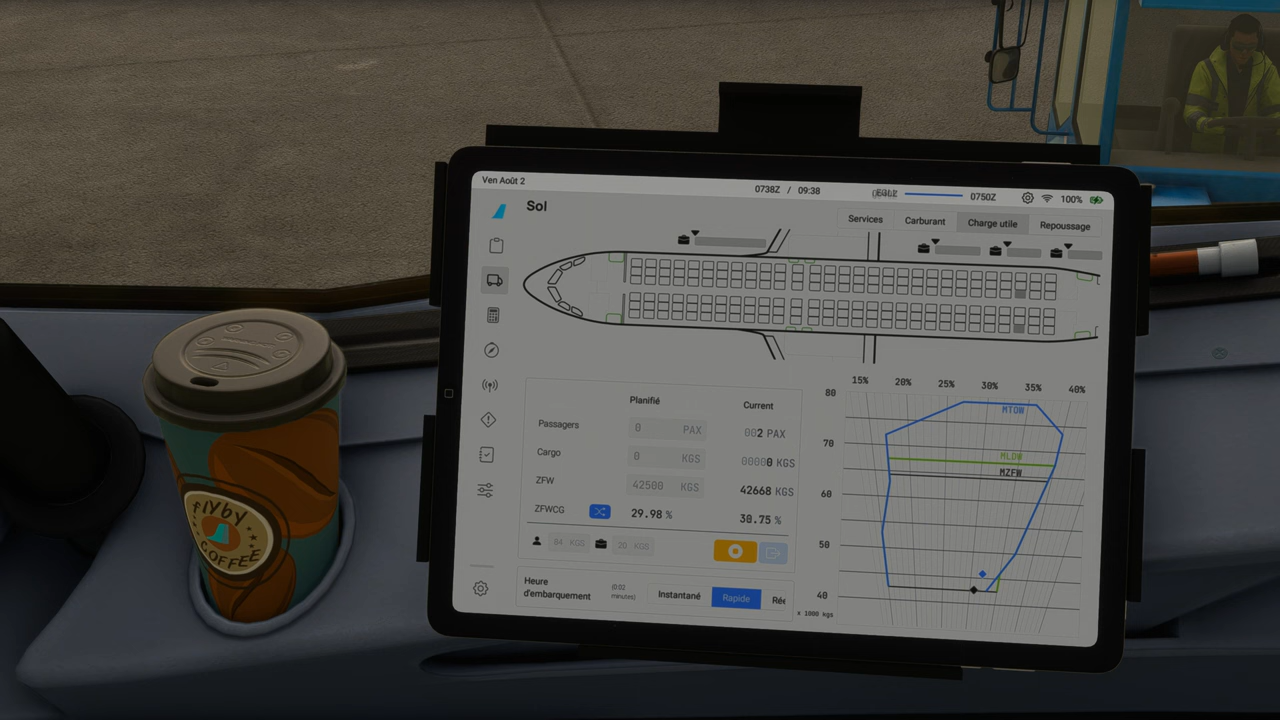 Ven Août 2
0738Z / 09:38
0750Z
100%
Sol
Services
Carburant
Charge utile
Repoussage
Planifié
Current
Passagers
0 PAX
002 PAX
Cargo
0 KGS
00000 KGS
ZFW
42500 KGS
42668 KGS
ZFWCG
29.98 %
30.75 %
84 KGS
20 KGS
Heure
d'embarquement
(0:02
minutes)
Instantané
Rapide
15%
20%
25%
30%
35%
40%
80
70
60
50
40
x 1000 kgs
MTOW
MLDW
MZFW
flyby
COFFEE